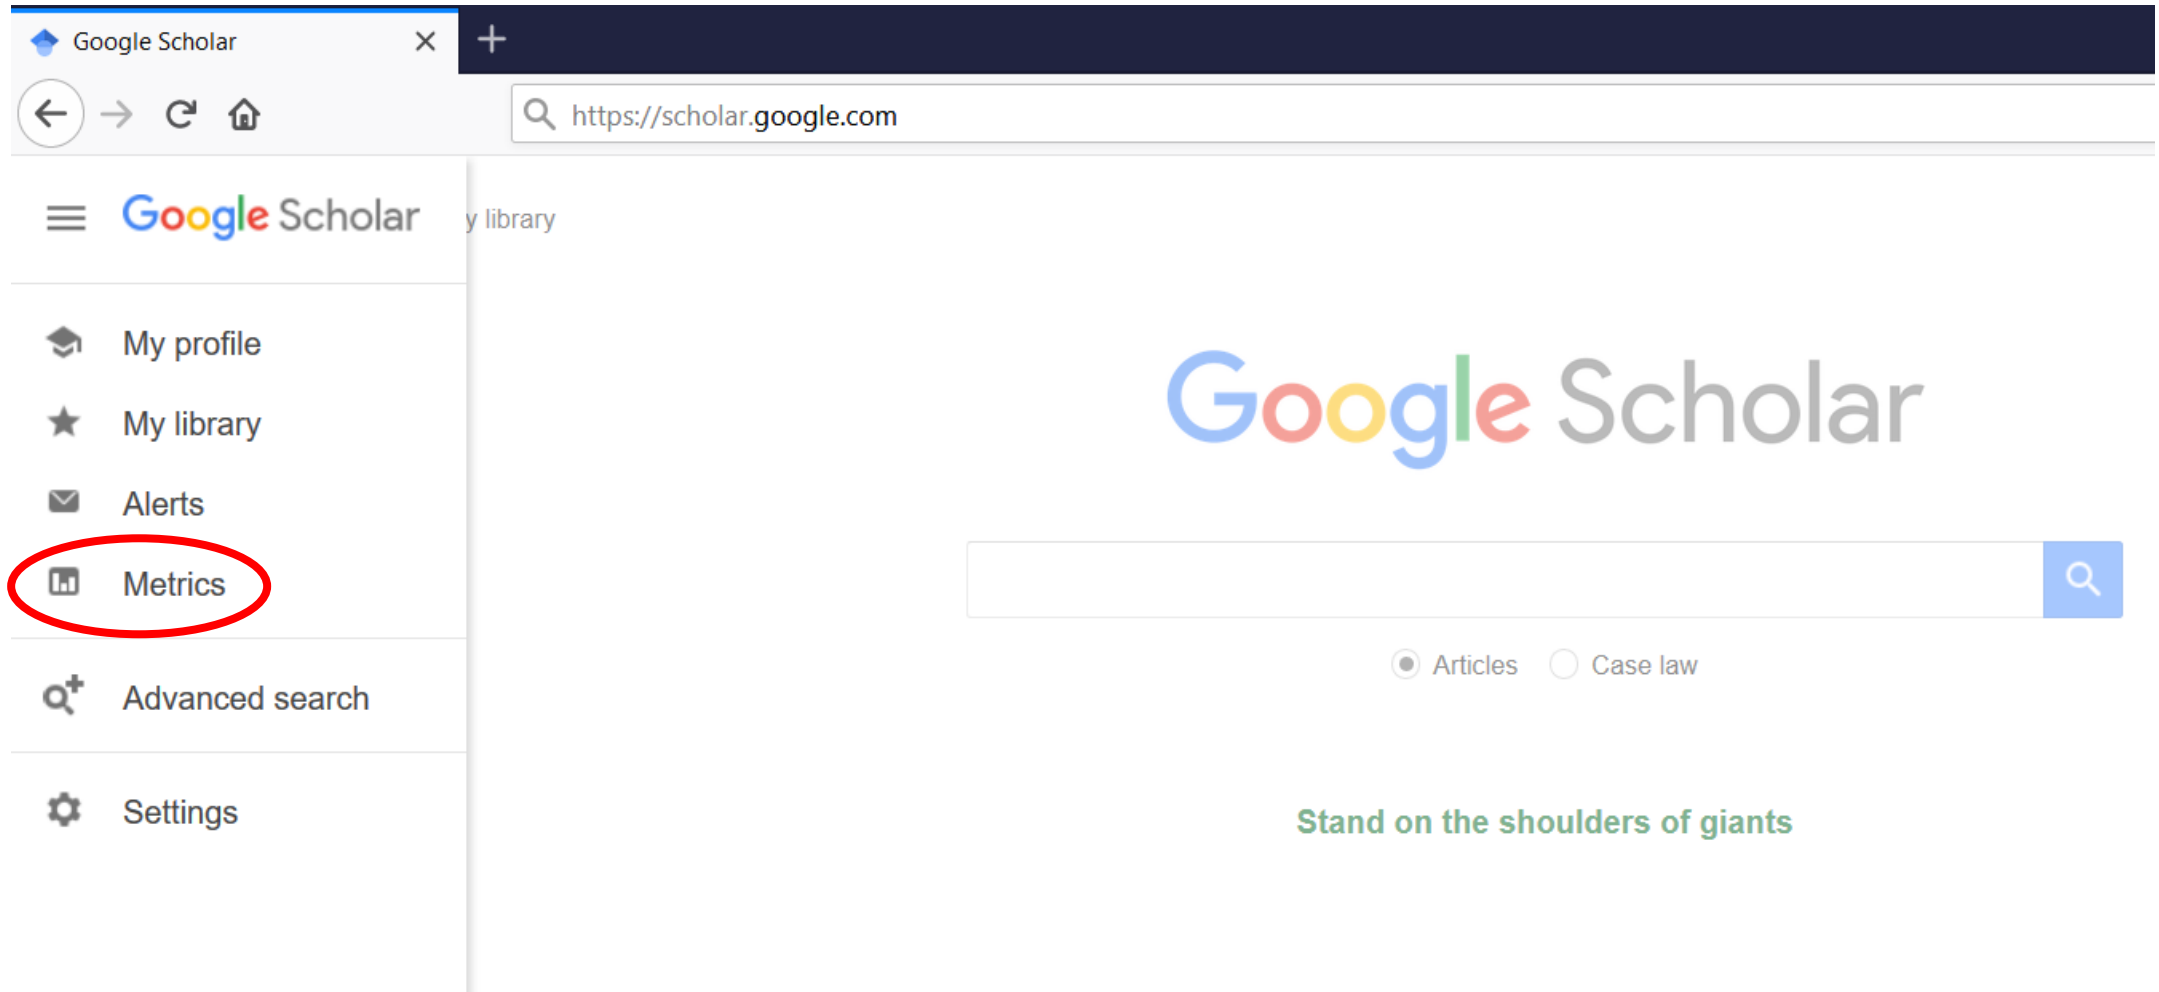 Google Scholar
https://scholar.google.com
Google Scholar
y library
My profile
My library
Alerts
Metrics
Advanced search
Settings
Google Scholar
Articles Case law
Stand on the shoulders of giants